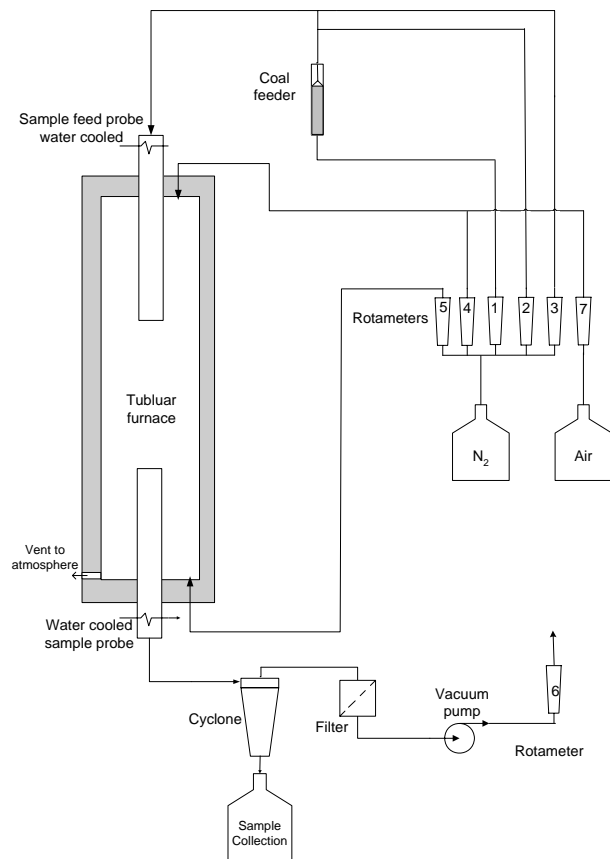 Coal
feeder
Sample feed probe
water cooled
5
4
1
2
3
7
Rotameters
Tubluar
furnace
N2
Air
Vent to
atmosphere
Water cooled
sample probe
Cyclone
Filter
Vacuum
pump
6
Rotameter
Sample
Collection